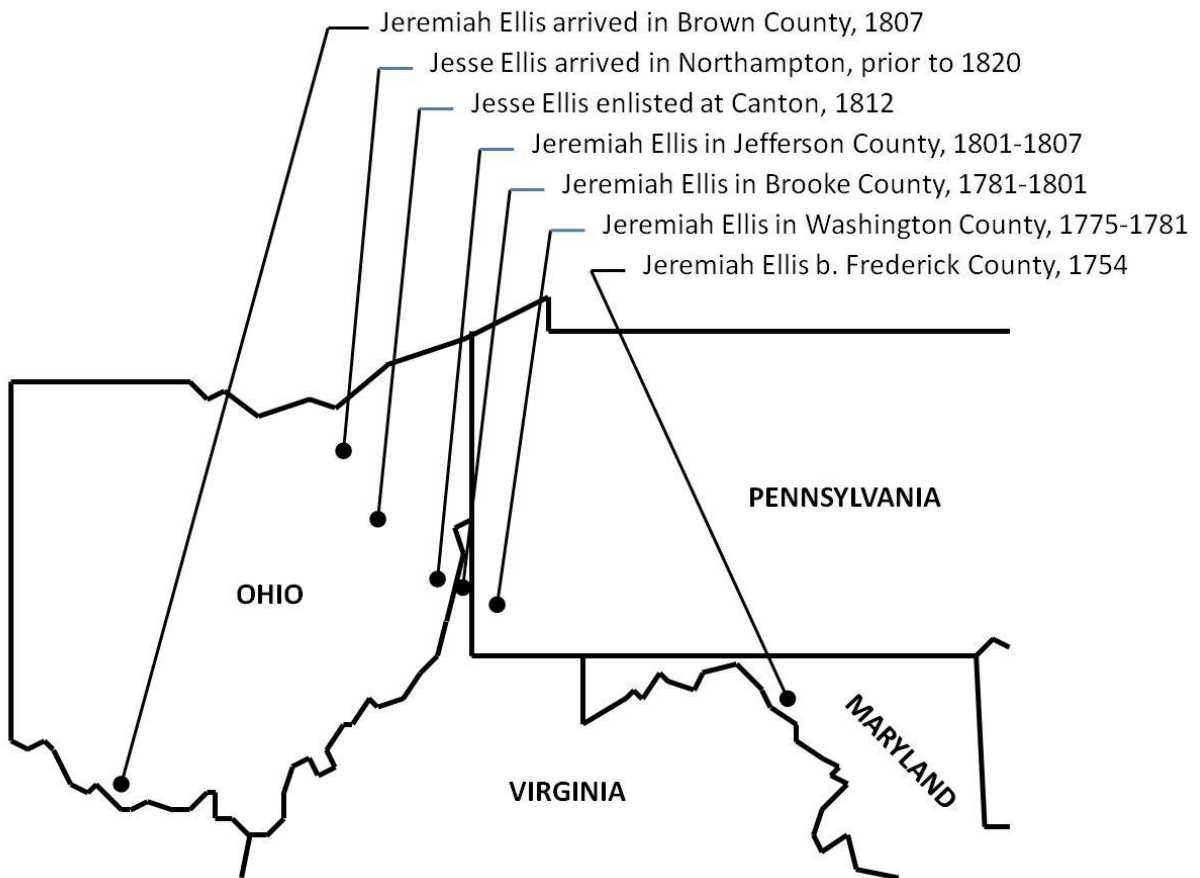 Jeremiah Ellis arrived in Brown County, 1807
Jesse Ellis arrived in Northampton, prior to 1820
Jesse Ellis enlisted at Canton, 1812
Jeremiah Ellis in Jefferson County, 1801-1807
Jeremiah Ellis in Brooke County, 1781-1801
Jeremiah Ellis in Washington County, 1775-1781
Jeremiah Ellis b. Frederick County, 1754
PENNSYLVANIA
OHIO
MARYLAND
VIRGINIA